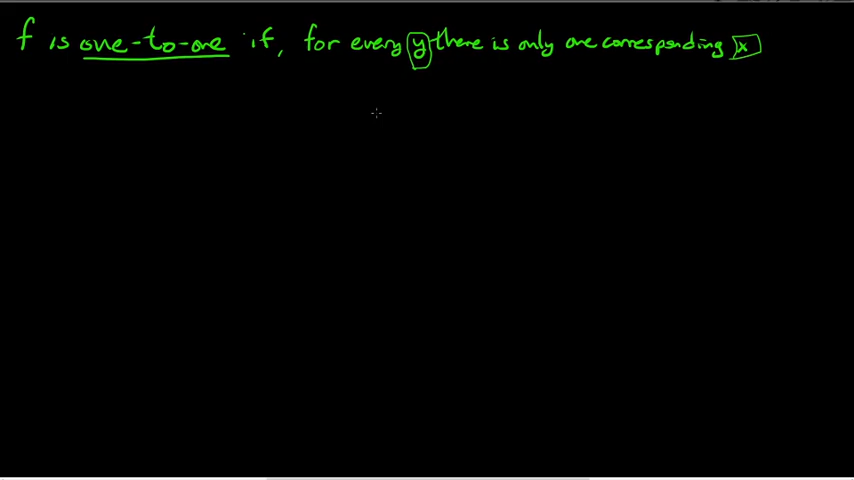 f is one-to-one if, for every y there is only one corresponding x